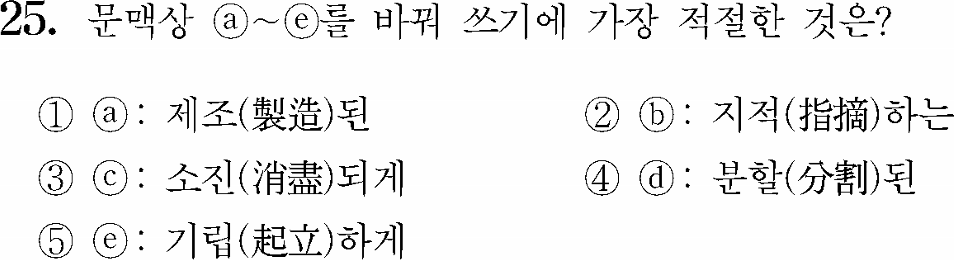 25. 문맥상 ⓐ~ⓔ를 바꿔 쓰기에 가장 적절한 것은?
① ⓐ: 제조(製造)된 ② ⓑ: 지적(指摘)하는
③ ⓒ: 소진(消盡)되게 ④ ⓓ: 분할(分割)된
⑤ ⓔ: 기립(起立)하게